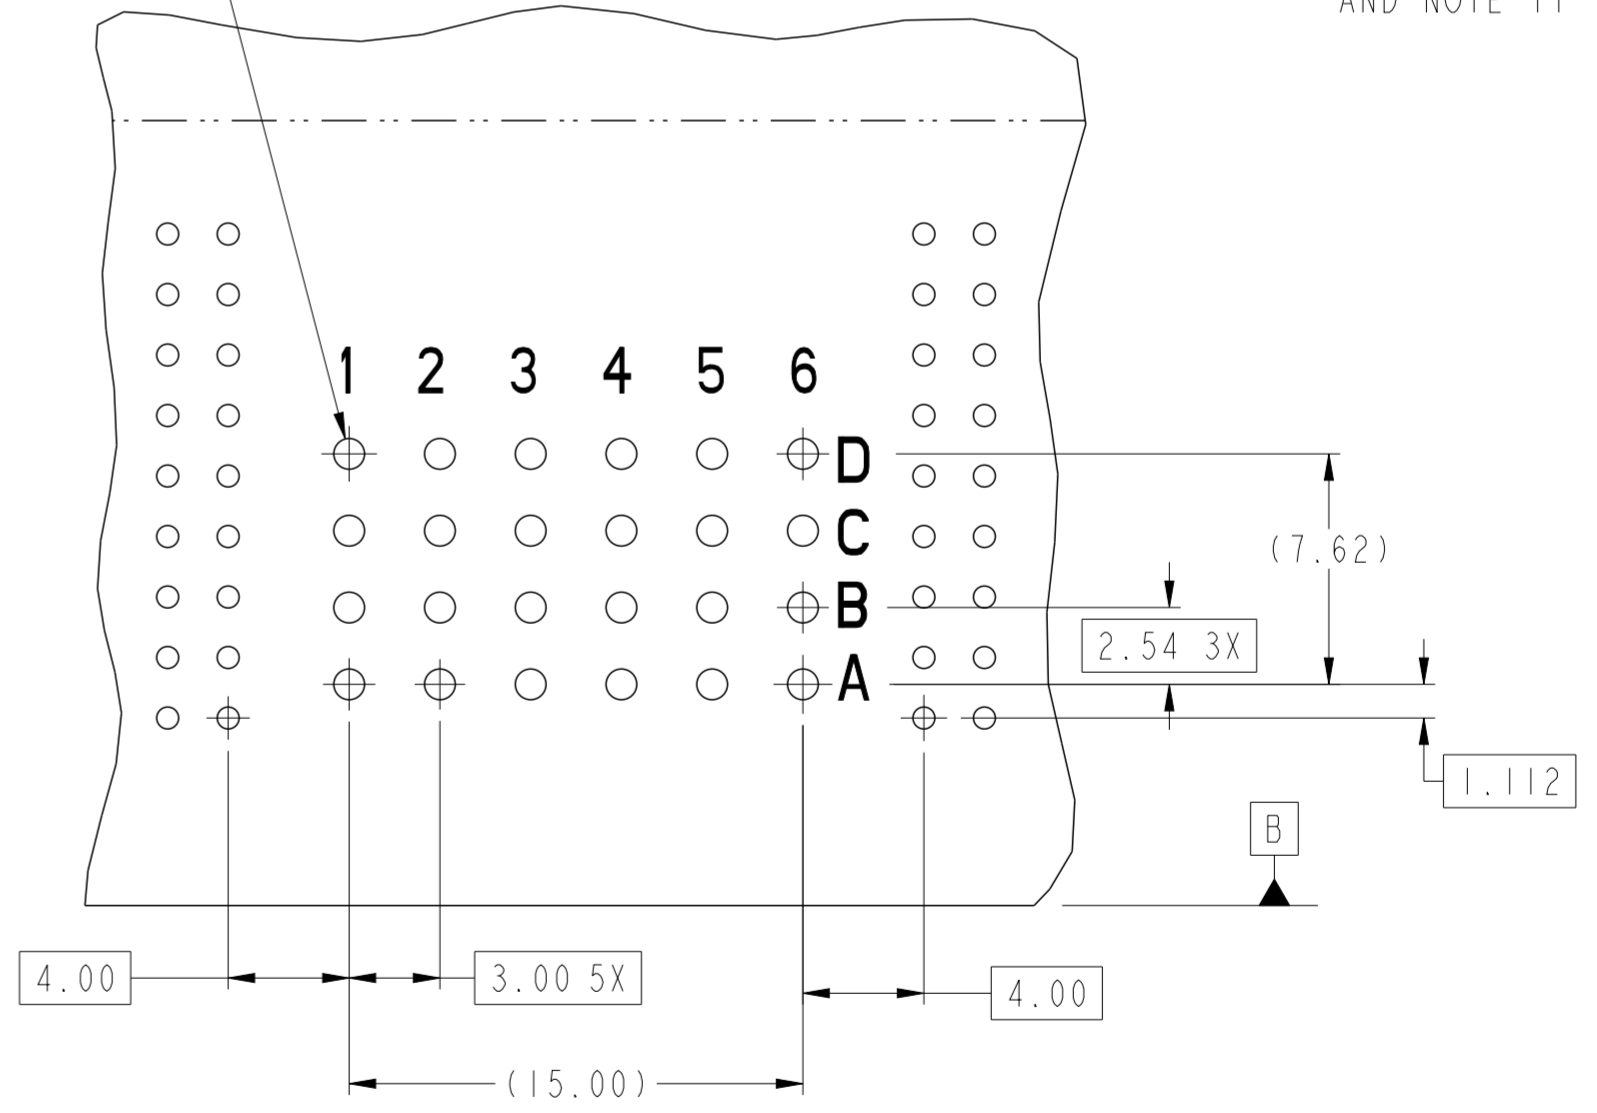 AND NOTE 11
1 2 3 4 5 6
D
C
(7.62)
B
2.54 3X
A
1.112
B
4.00
3.00 5X
4.00
(15.00)